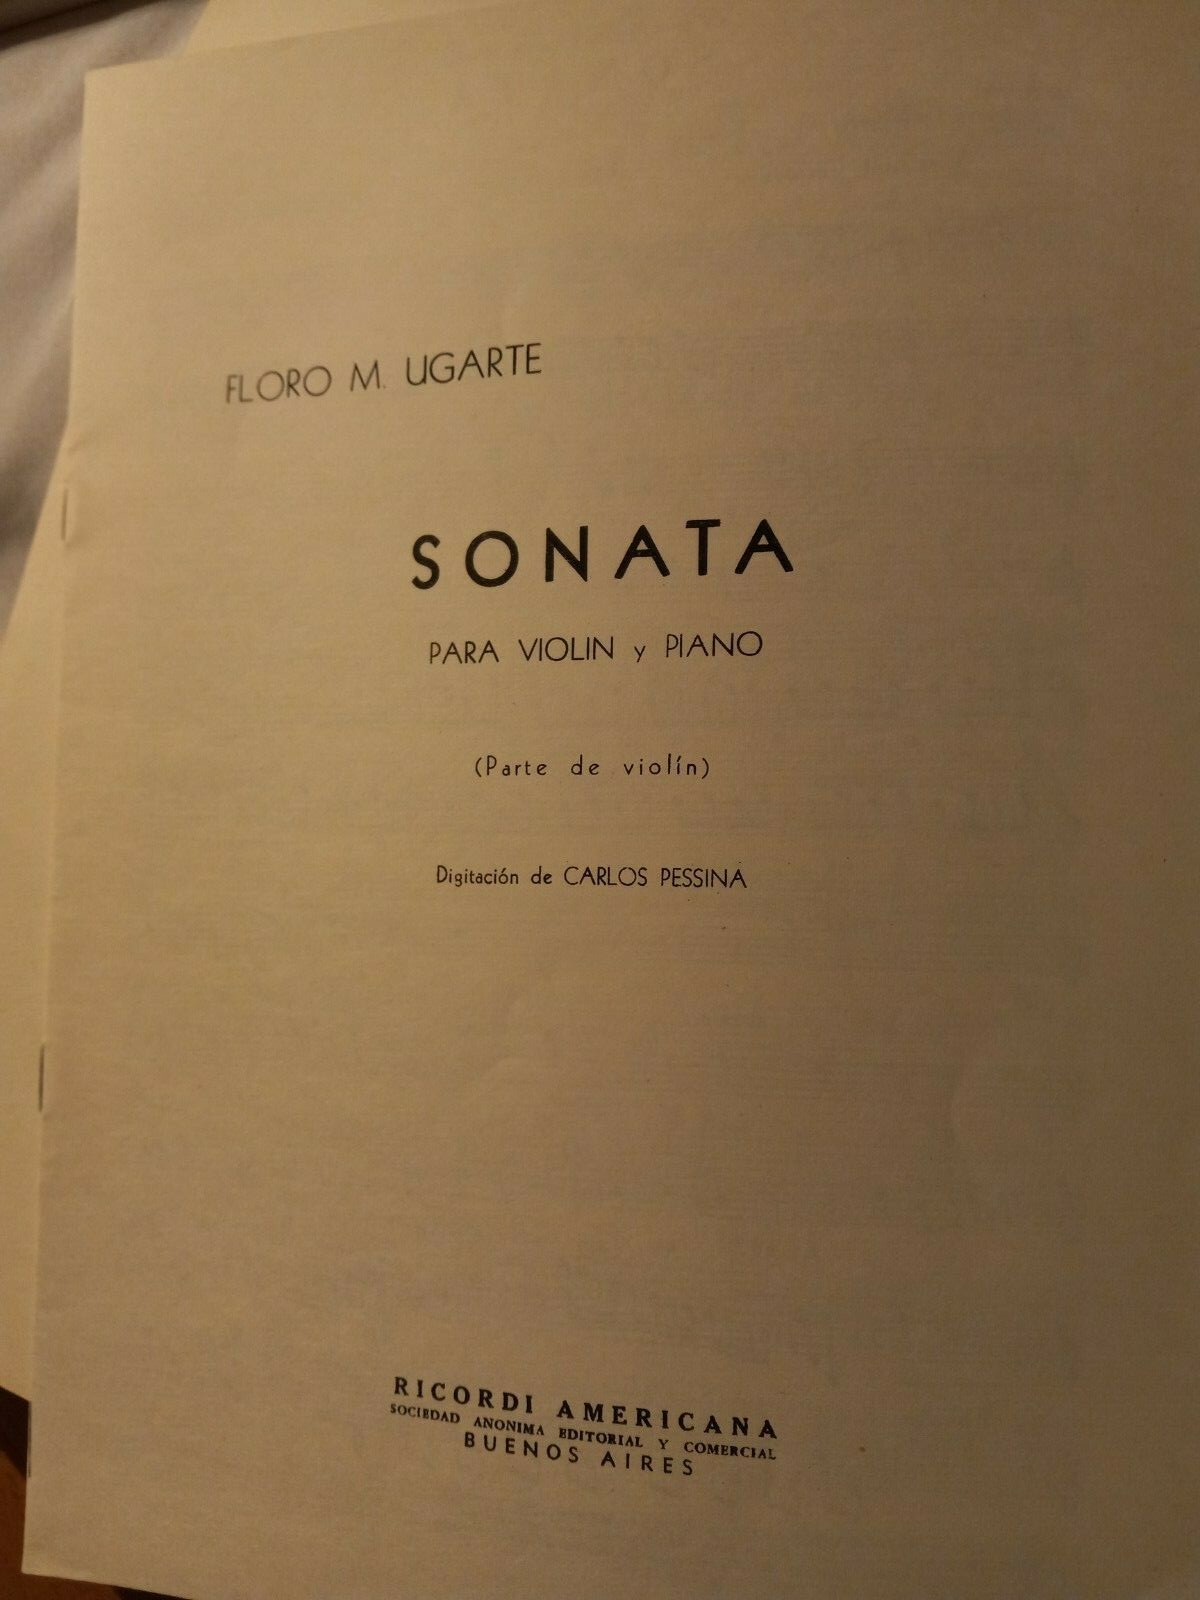 FLORO M. UGARTE
SONATA
PARA VIOLIN y PIANO
(Parte de violín)
Digitación de CARLOS PESSINA
RICORDI AMERICANA
SOCIEDAD ANONIMA EDITORIAL Y COMERCIAL
BUENOS AIRES